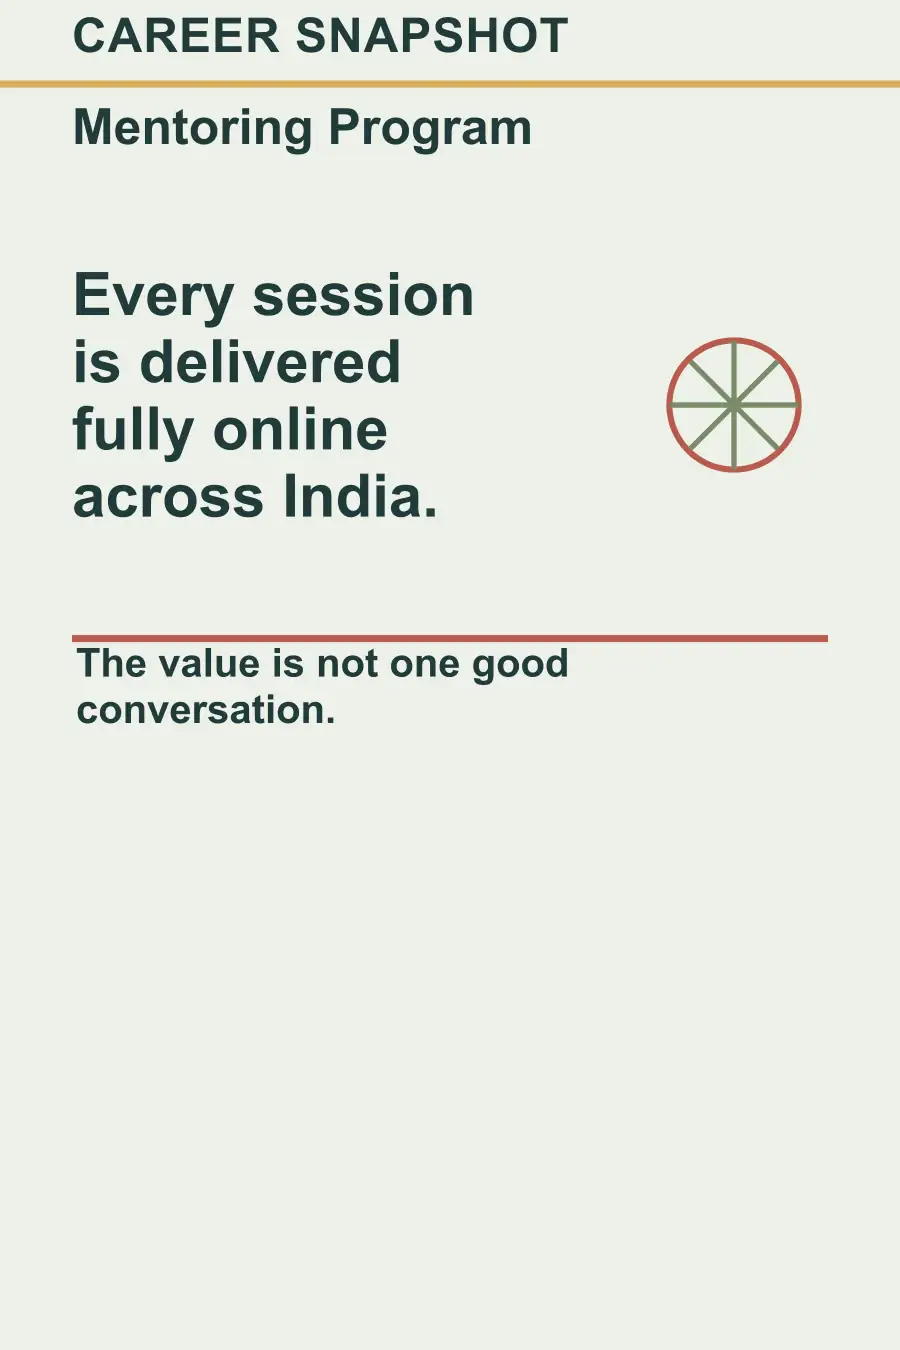 CAREER SNAPSHOT
Mentoring Program
Every session
is delivered
fully online
across India.
The value is not one good
conversation.